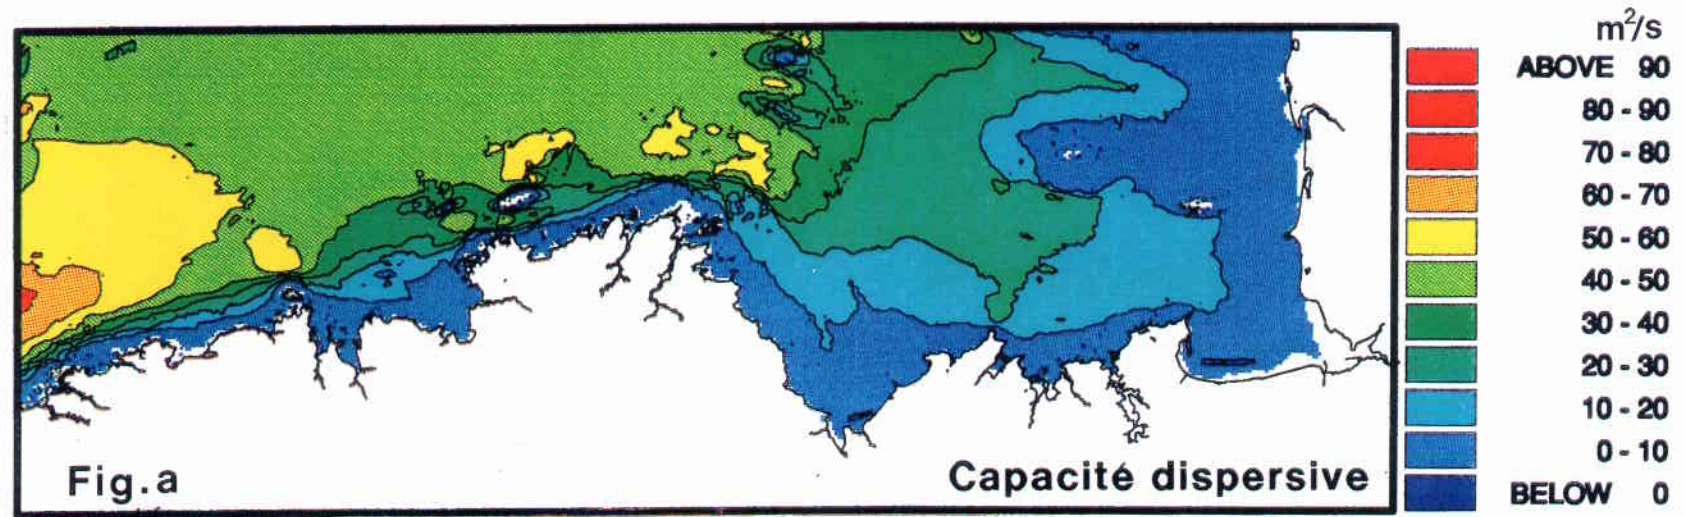 m²/s
ABOVE 90
80 - 90
70 - 80
60 - 70
50 - 60
40 - 50
30 - 40
20 - 30
10 - 20
0 - 10
BELOW 0
Fig.a
Capacité dispersive